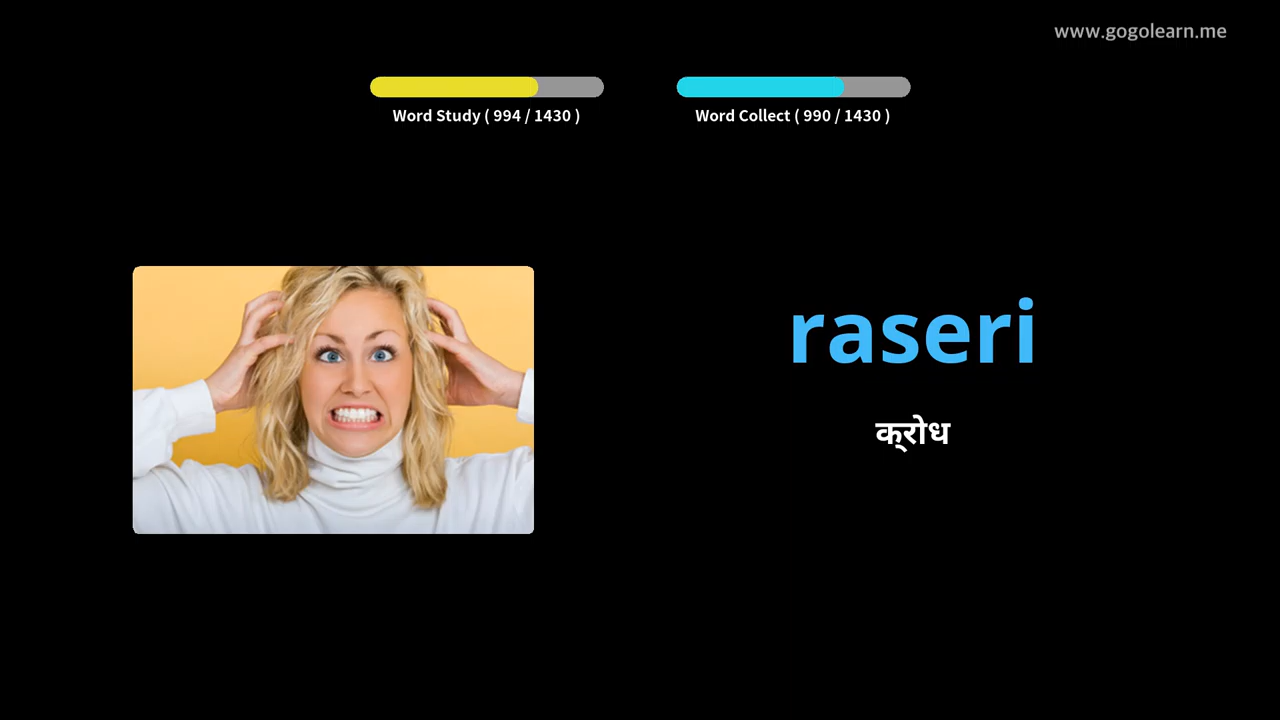 www.gogolearn.me
Word Study ( 994 / 1430 )
Word Collect ( 990 / 1430 )
raseri
क्रोध